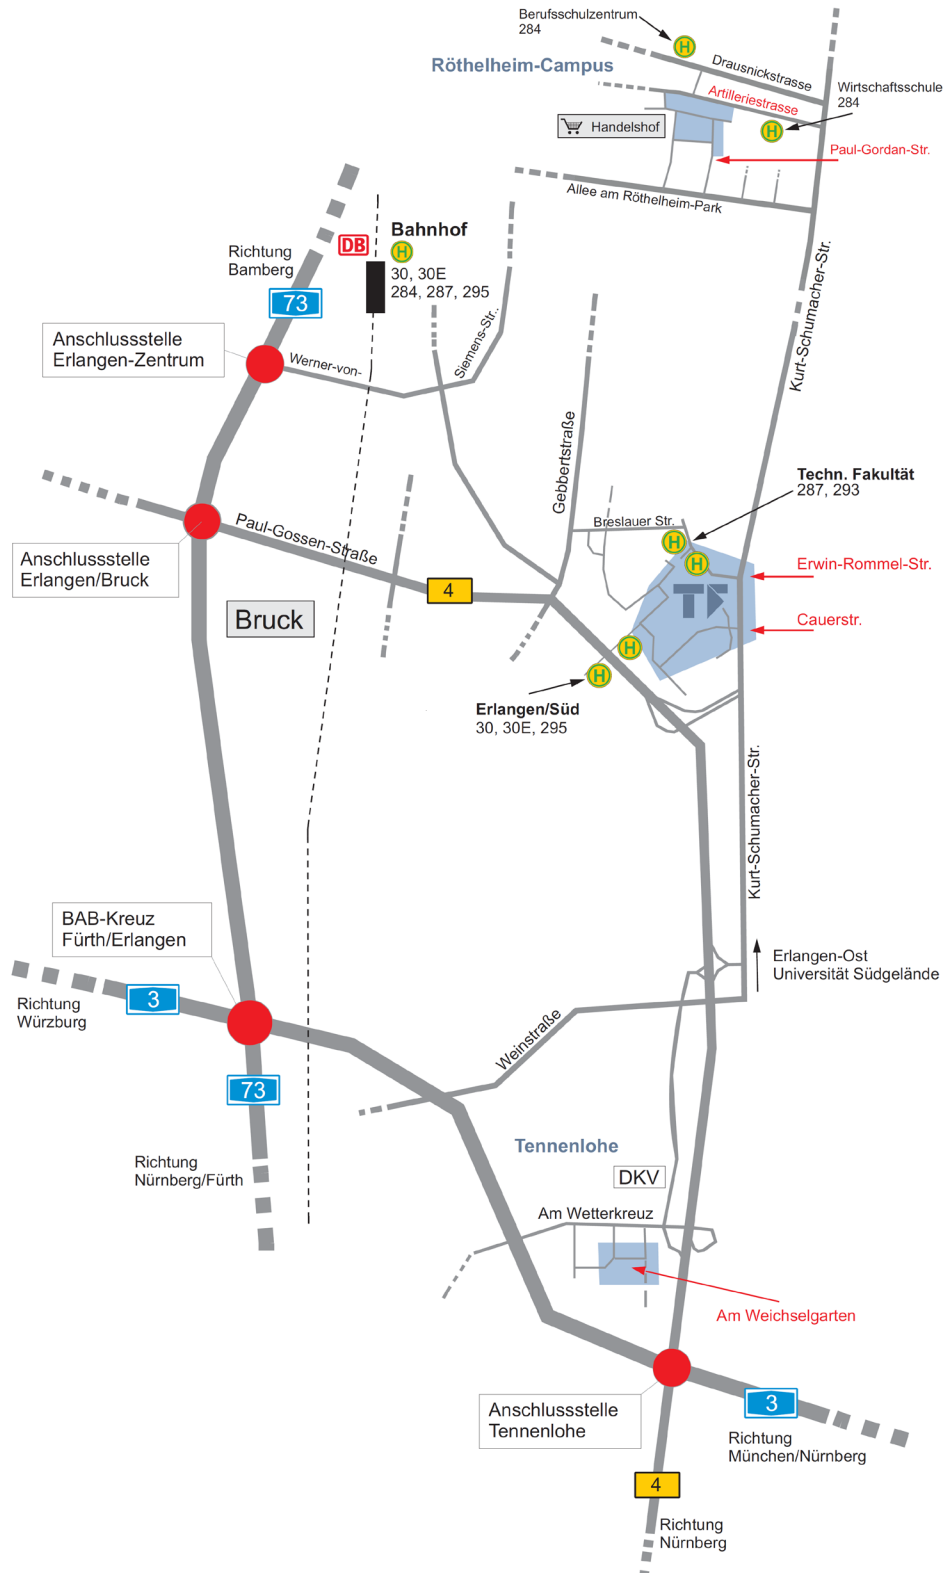 Berufsschulzentrum
284
Röthelheim-Campus
H
Drausnickstrasse
Wirtschaftsschule
284
Artilleriestrasse
H
Handelshof
Paul-Gordan-Str.
Allee am Röthelheim-Park
DB
Bahnhof
H
30, 30E
284, 287, 295
Richtung
Bamberg
73
Kurt-Schumacher-Str.
Anschlussstelle
Erlangen-Zentrum
Werner-von-
Siemens-Str..
Gebbertstraße
Techn. Fakultät
287, 293
Breslauer Str.
Paul-Gossen-Straße
H
H
Anschlussstelle
Erlangen/Bruck
Erwin-Rommel-Str.
4
TF
Bruck
Cauerstr.
H
H
Erlangen/Süd
30, 30E, 295
Kurt-Schumacher-Str.
BAB-Kreuz
Fürth/Erlangen
Erlangen-Ost
Universität Südgelände
3
Richtung
Würzburg
Weinstraße
73
Tennenlohe
Richtung
Nürnberg/Fürth
DKV
Am Wetterkreuz
Am Weichselgarten
Anschlussstelle
Tennenlohe
3
Richtung
München/Nürnberg
4
Richtung
Nürnberg